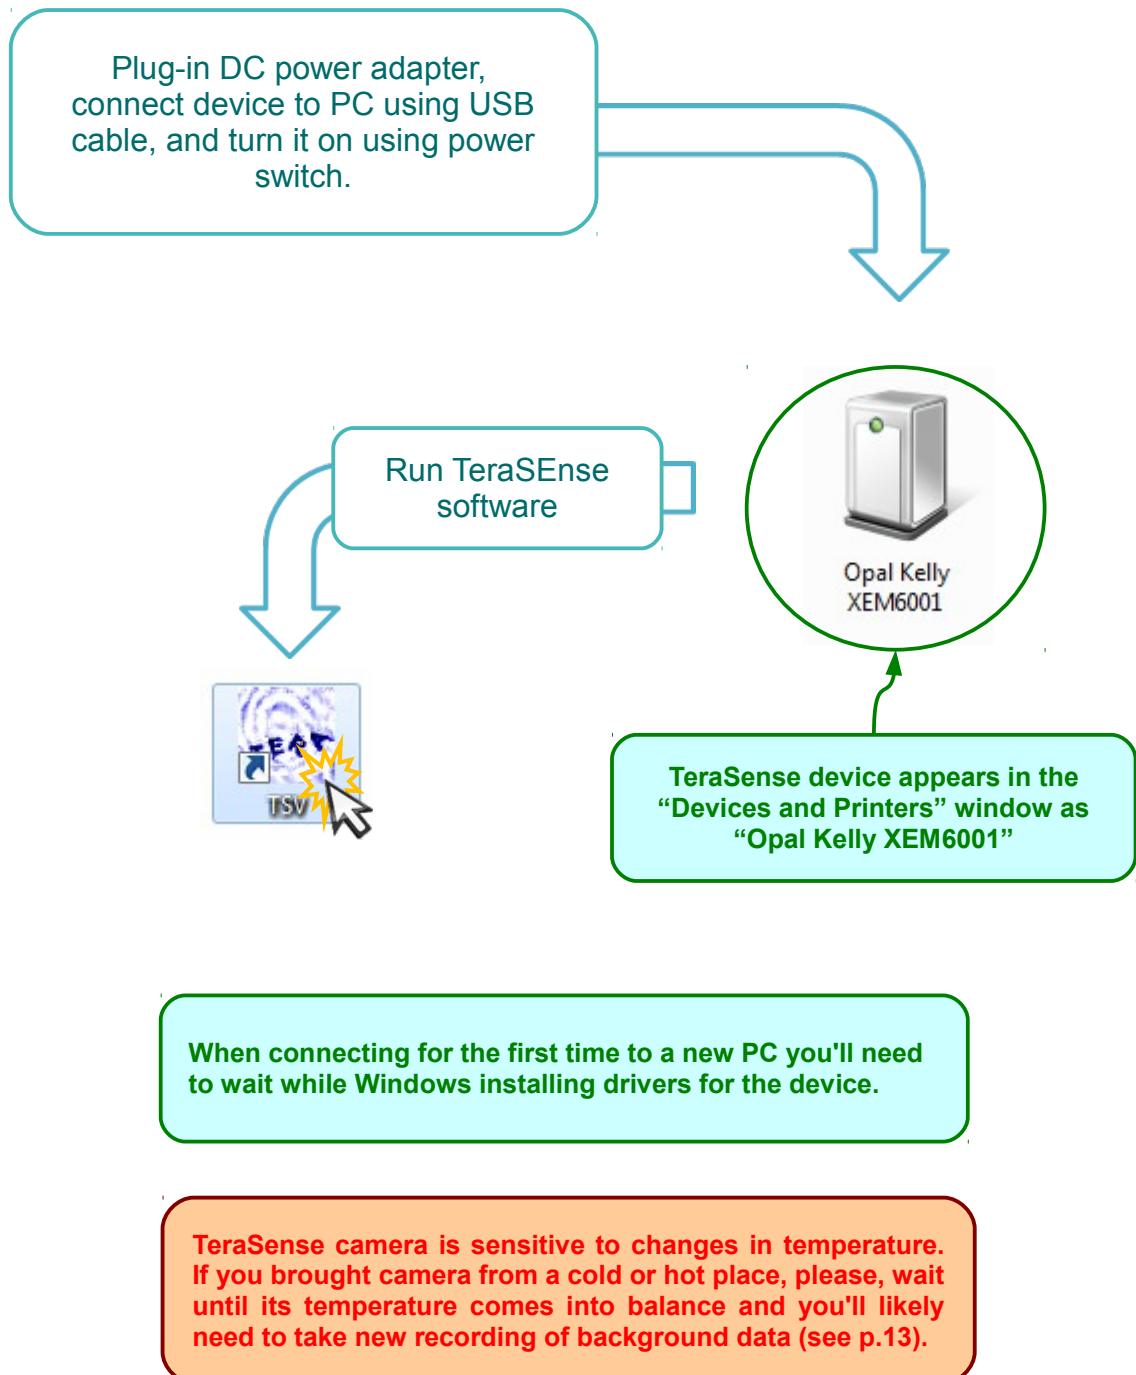 Plug-in DC power adapter,
connect device to PC using USB
cable, and turn it on using power
switch.
Run TeraSEnse
software
Opal Kelly
XEM6001
TSV
TeraSense device appears in the
“Devices and Printers” window as
“Opal Kelly XEM6001”
When connecting for the first time to a new PC you'll need
to wait while Windows installing drivers for the device.
TeraSense camera is sensitive to changes in temperature.
If you brought camera from a cold or hot place, please, wait
until its temperature comes into balance and you'll likely
need to take new recording of background data (see p.13).